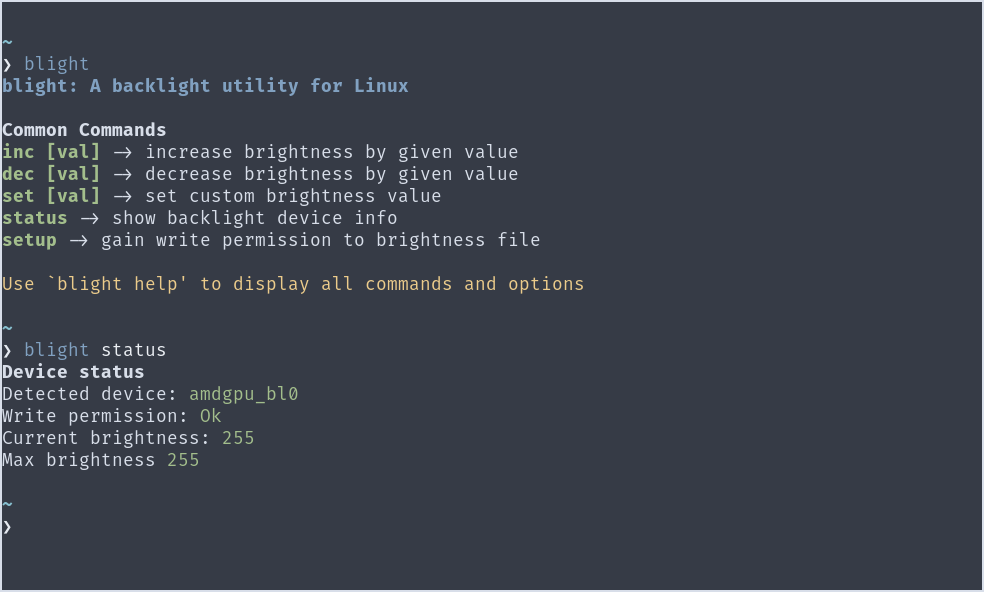 ~
❯ blight
blight: A backlight utility for Linux
Common Commands
inc [val] -> increase brightness by given value
dec [val] -> decrease brightness by given value
set [val] -> set custom brightness value
status -> show backlight device info
setup -> gain write permission to brightness file
Use `blight help' to display all commands and options
~
❯ blight status
Device status
Detected device: amdgpu_bl0
Write permission: Ok
Current brightness: 255
Max brightness 255
~
❯